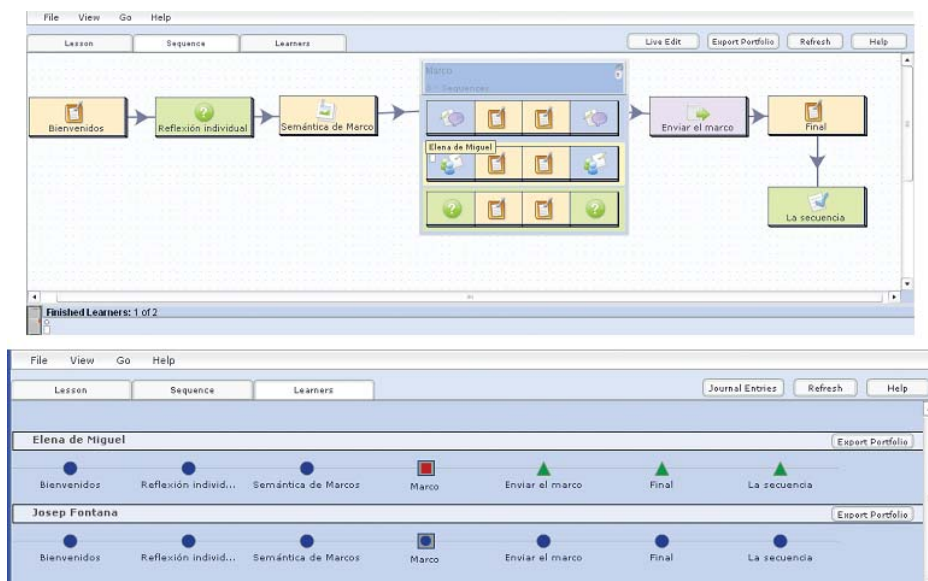 File View Go Help
Lesson Sequence Learners Live Edit Export Portfolio Refresh Help
Marco
Sequences
Bienvenidos Reflexión individual Semántica de Marco Enviar el marco Final
Elena de Miguel
La secuencia
Finished Learners: 1 of 2
File View Go Help
Lesson Sequence Learners Journal Entries Refresh Help
Elena de Miguel Export Portfolio
Bienvenidos Reflexión individ... Semántica de Marcos Marco Enviar el marco Final La secuencia
Josep Fontana Export Portfolio
Bienvenidos Reflexión individ... Semántica de Marcos Marco Enviar el marco Final La secuencia